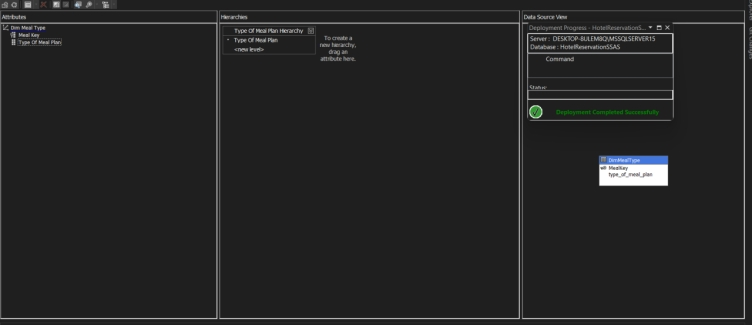 Attributes
Dim Meal Type
Meal Key
Type Of Meal Plan
Hierarchies
Type Of Meal Plan Hierarchy
Type Of Meal Plan
<new level>
To create a
new hierarchy,
drag an
attribute here.
Data Source View
Deployment Progress - HotelReservationS...
Server : DESKTOP-8ULEM8Q\MSSQLSERVER15
Database : HotelReservationSSAS
Command
Status:
Deployment Completed Successfully
DimMealType
MealKey
type_of_meal_plan